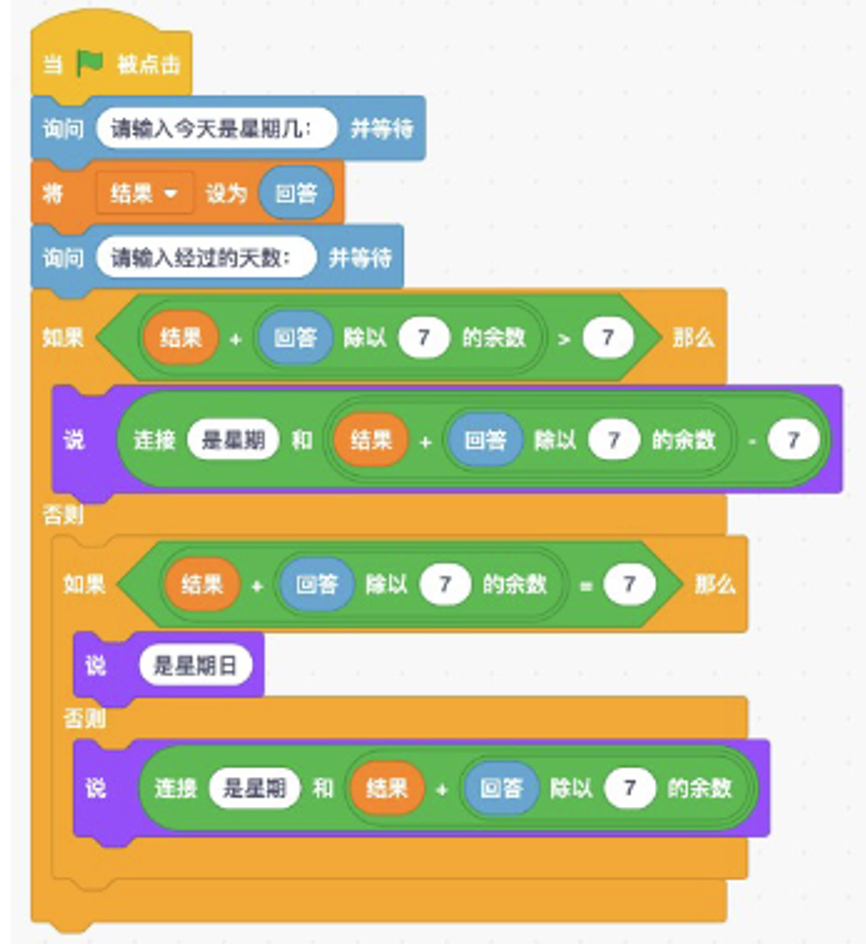 当 被点击
询问 请输入今天是星期几： 并等待
将 结果 设为 回答
询问 请输入经过的天数： 并等待
如果 结果 + 回答 除以 7 的余数 > 7 那么
说 连接 是星期 和 结果 + 回答 除以 7 的余数 - 7
否则
如果 结果 + 回答 除以 7 的余数 = 7 那么
说 是星期日
否则
说 连接 是星期 和 结果 + 回答 除以 7 的余数